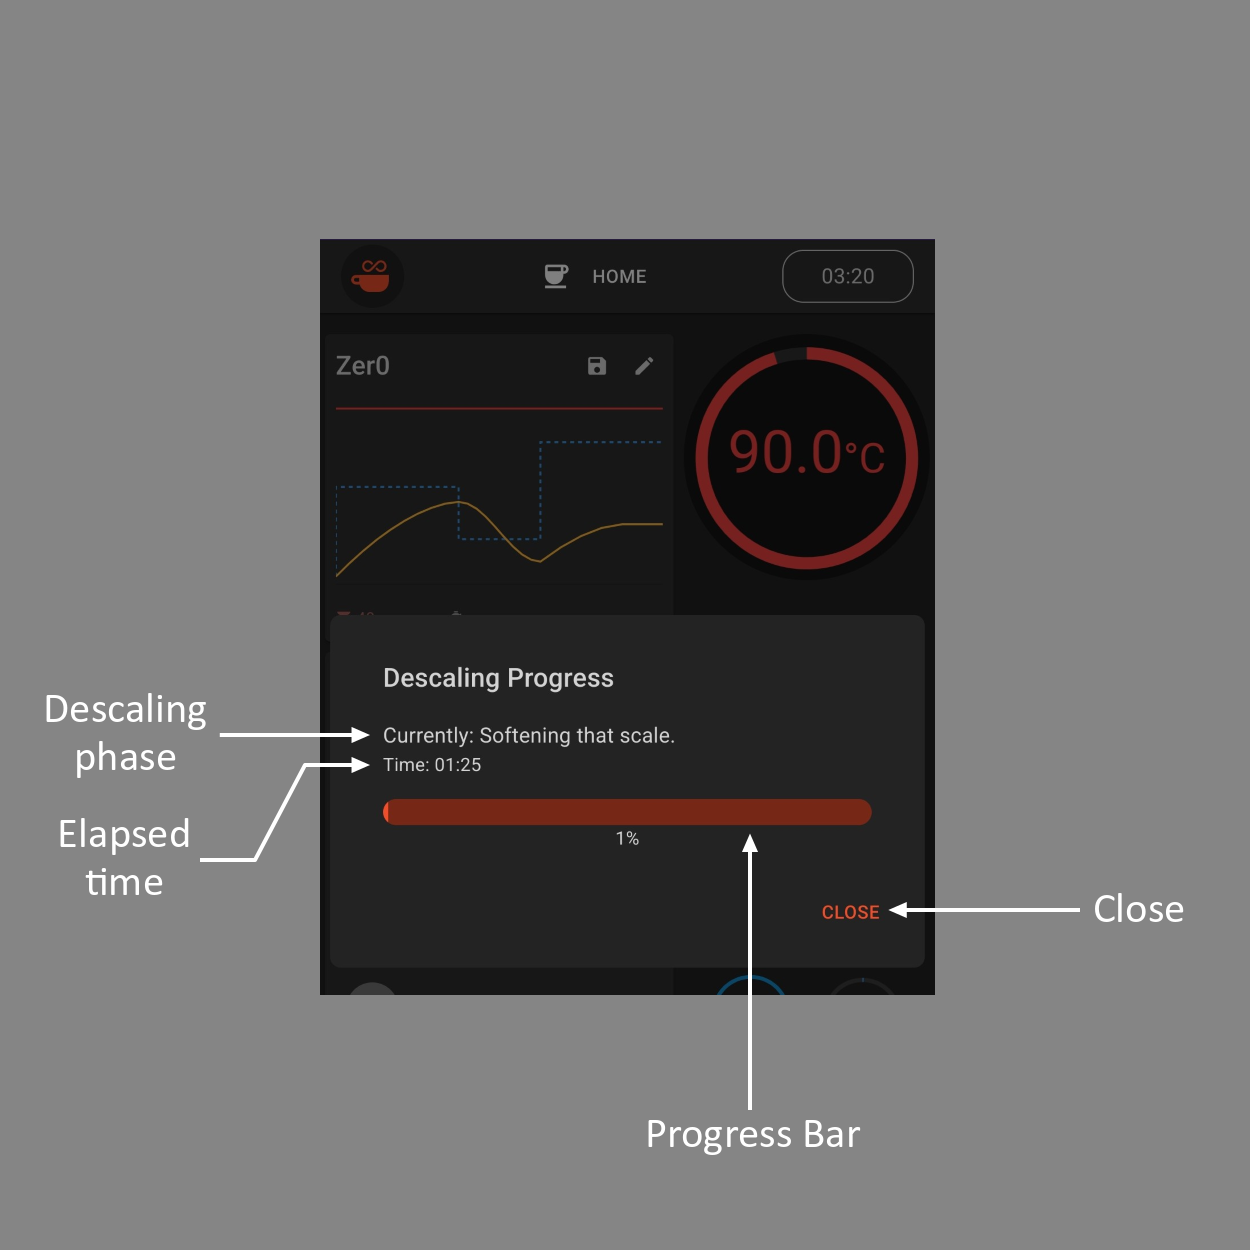 HOME
03:20
Zer0
90.0°C
Descaling Progress
Descaling
phase
Currently: Softening that scale.
Time: 01:25
Elapsed
time
1%
CLOSE
Close
Progress Bar